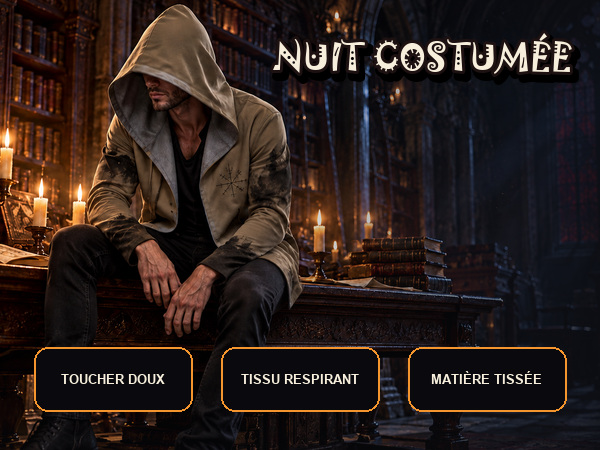 NUIT COSTUMÉE
TOUCHER DOUX
TISSU RESPIRANT
MATIÈRE TISSÉE